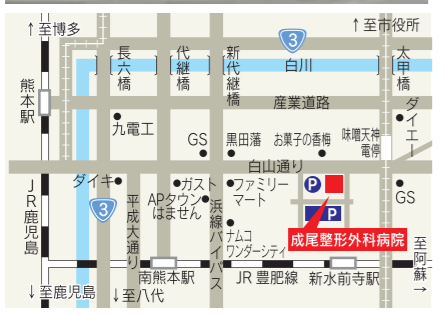 ↑至博多
↑至市役所
3
長六橋
代継橋
新代継橋
白川
太甲橋
熊本駅
産業道路
ダイエー
九電工
GS
黒田藩
お菓子の香梅
味噌天神電停
白山通り
ダイキ
ガスト
ファミリーマート
P
APタウンはません
GS
JR鹿児島
3
平成大通り
浜線バイパス
P
ナムコ
ワンダーシティ
成尾整形外科病院
至阿蘇→
南熊本駅
JR 豊肥線
新水前寺駅
↓至鹿児島
↓至八代